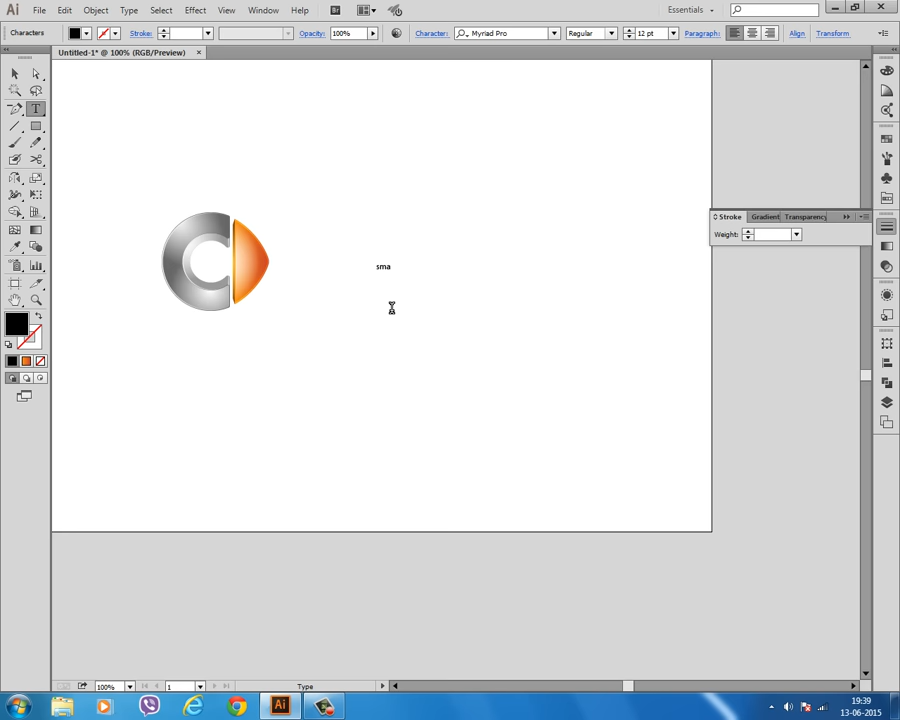 Ai File Edit Object Type Select Effect View Window Help Br Essentials
Characters Stroke: Opacity: 100% Character: Myriad Pro Regular 12 pt Paragraph: Align Transform
Untitled-1* @ 100% (RGB/Preview) ×
T
Stroke Gradient Transparency
Weight:
sma
100% 1 Type
Ai
19:39
13-06-2015